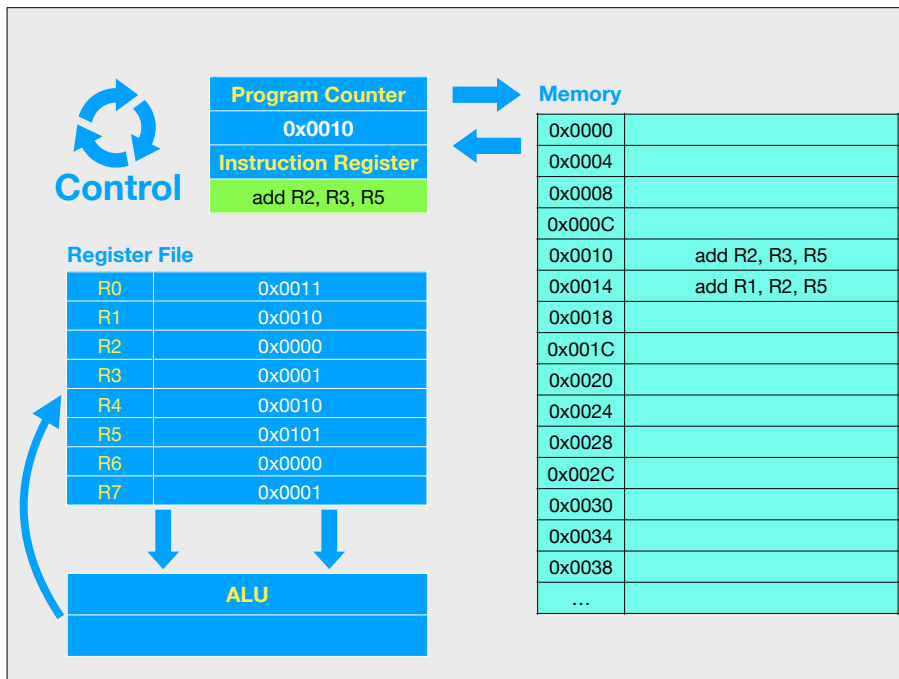 Program Counter
0x0010
Instruction Register
add R2, R3, R5
Control
Register File
R0 0x0011
R1 0x0010
R2 0x0000
R3 0x0001
R4 0x0010
R5 0x0101
R6 0x0000
R7 0x0001
ALU
Memory
0x0000
0x0004
0x0008
0x000C
0x0010 add R2, R3, R5
0x0014 add R1, R2, R5
0x0018
0x001C
0x0020
0x0024
0x0028
0x002C
0x0030
0x0034
0x0038
…